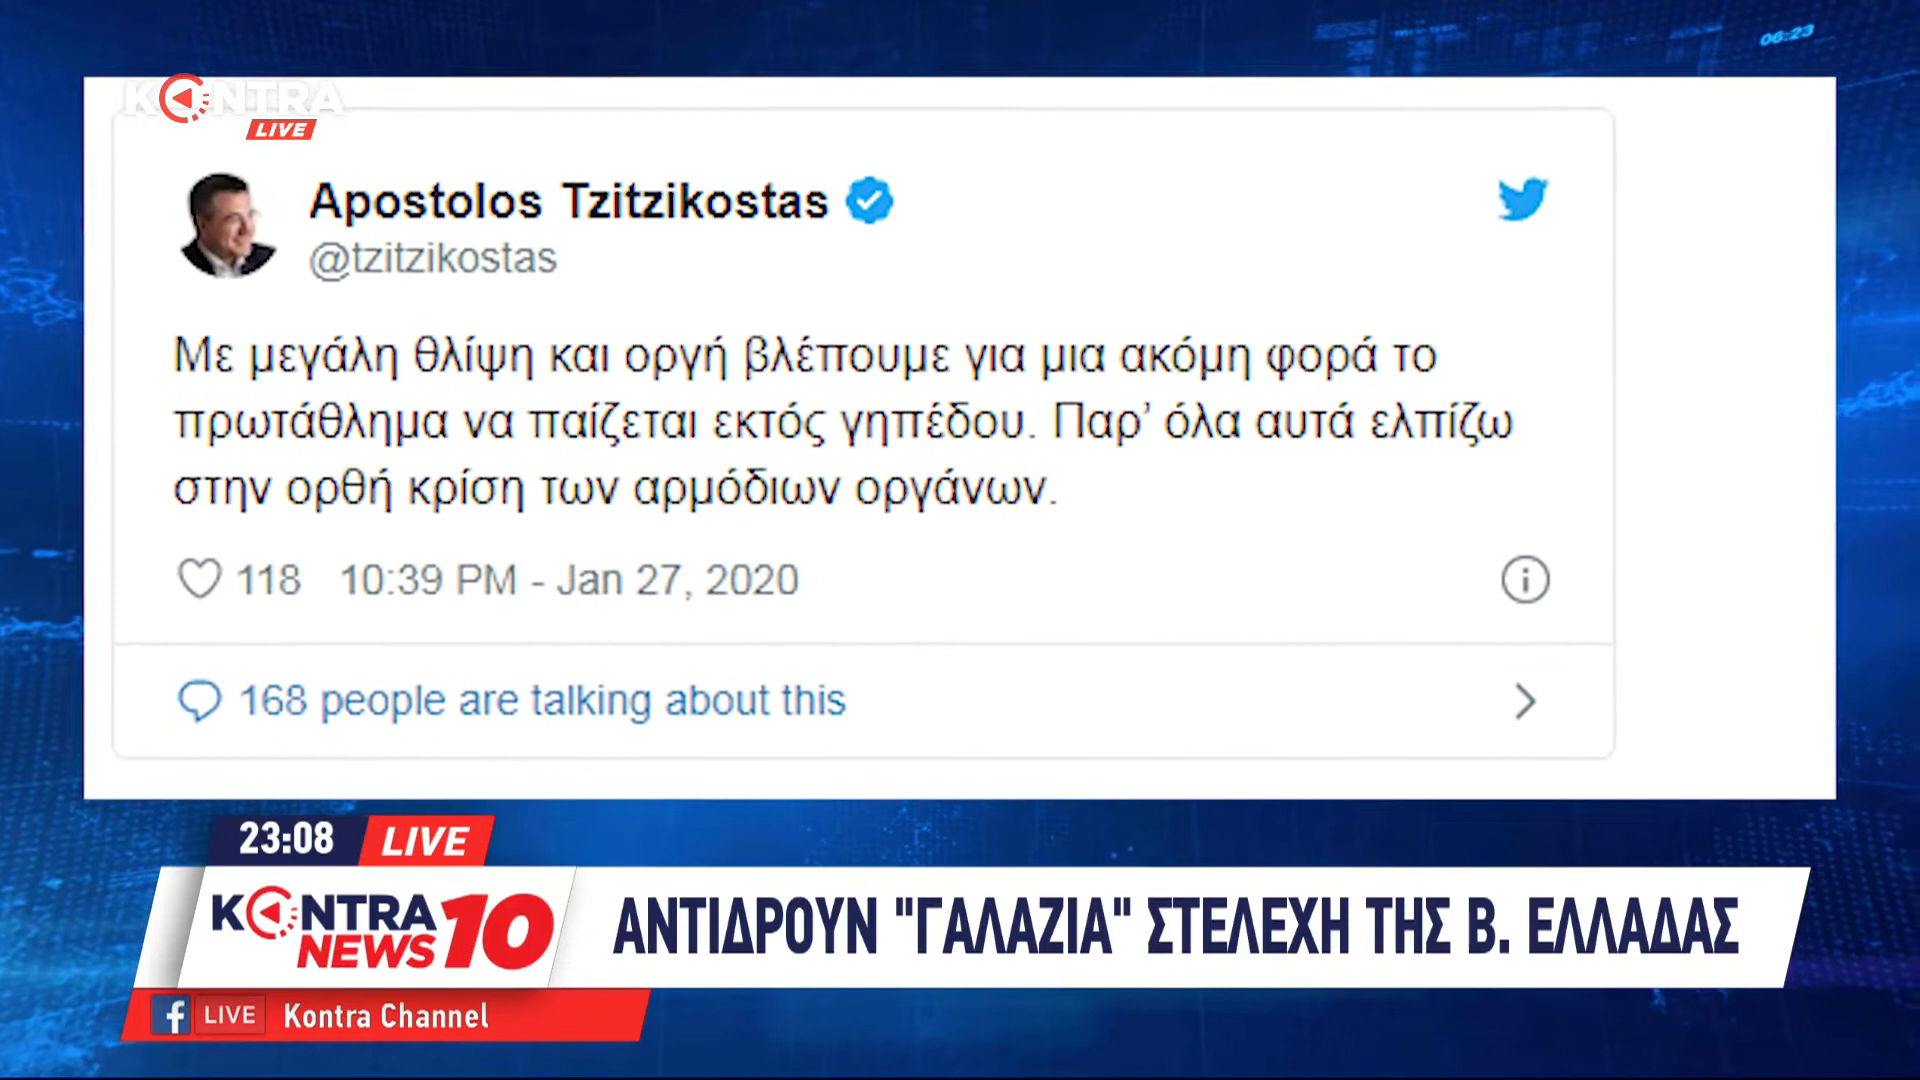 06:23
KONTRA
LIVE
Apostolos Tzitzikostas
@tzitzikostas
Με μεγάλη θλίψη και οργή βλέπουμε για μια ακόμη φορά το
πρωτάθλημα να παίζεται εκτός γηπέδου. Παρ’ όλα αυτά ελπίζω
στην ορθή κρίση των αρμόδιων οργάνων.
118 10:39 PM - Jan 27, 2020
168 people are talking about this
23:08 LIVE
KONTRA
NEWS 10
ΑΝΤΙΔΡΟΥΝ "ΓΑΛΑΖΙΑ" ΣΤΕΛΕΧΗ ΤΗΣ Β. ΕΛΛΑΔΑΣ
f LIVE Kontra Channel